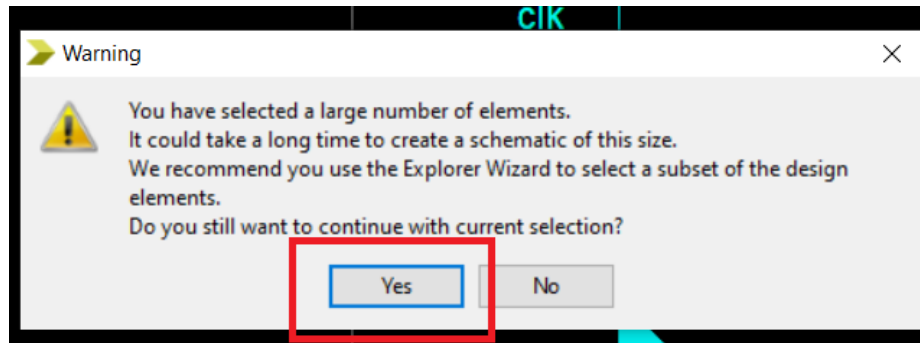 clk
Warning
You have selected a large number of elements.
It could take a long time to create a schematic of this size.
We recommend you use the Explorer Wizard to select a subset of the design
elements.
Do you still want to continue with current selection?
Yes No